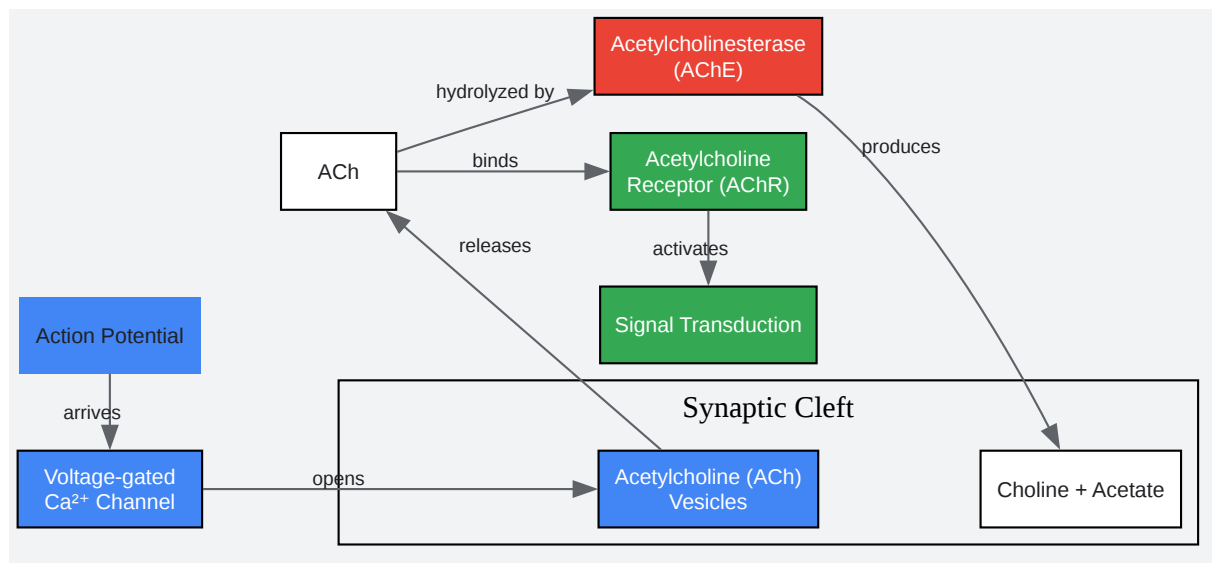 Acetylcholinesterase
(AChE)
hydrolyzed by
produces
ACh
binds
Acetylcholine
Receptor (AChR)
releases
activates
Action Potential
Signal Transduction
arrives
Synaptic Cleft
Voltage-gated
Ca²⁺ Channel
opens
Acetylcholine (ACh)
Vesicles
Choline + Acetate